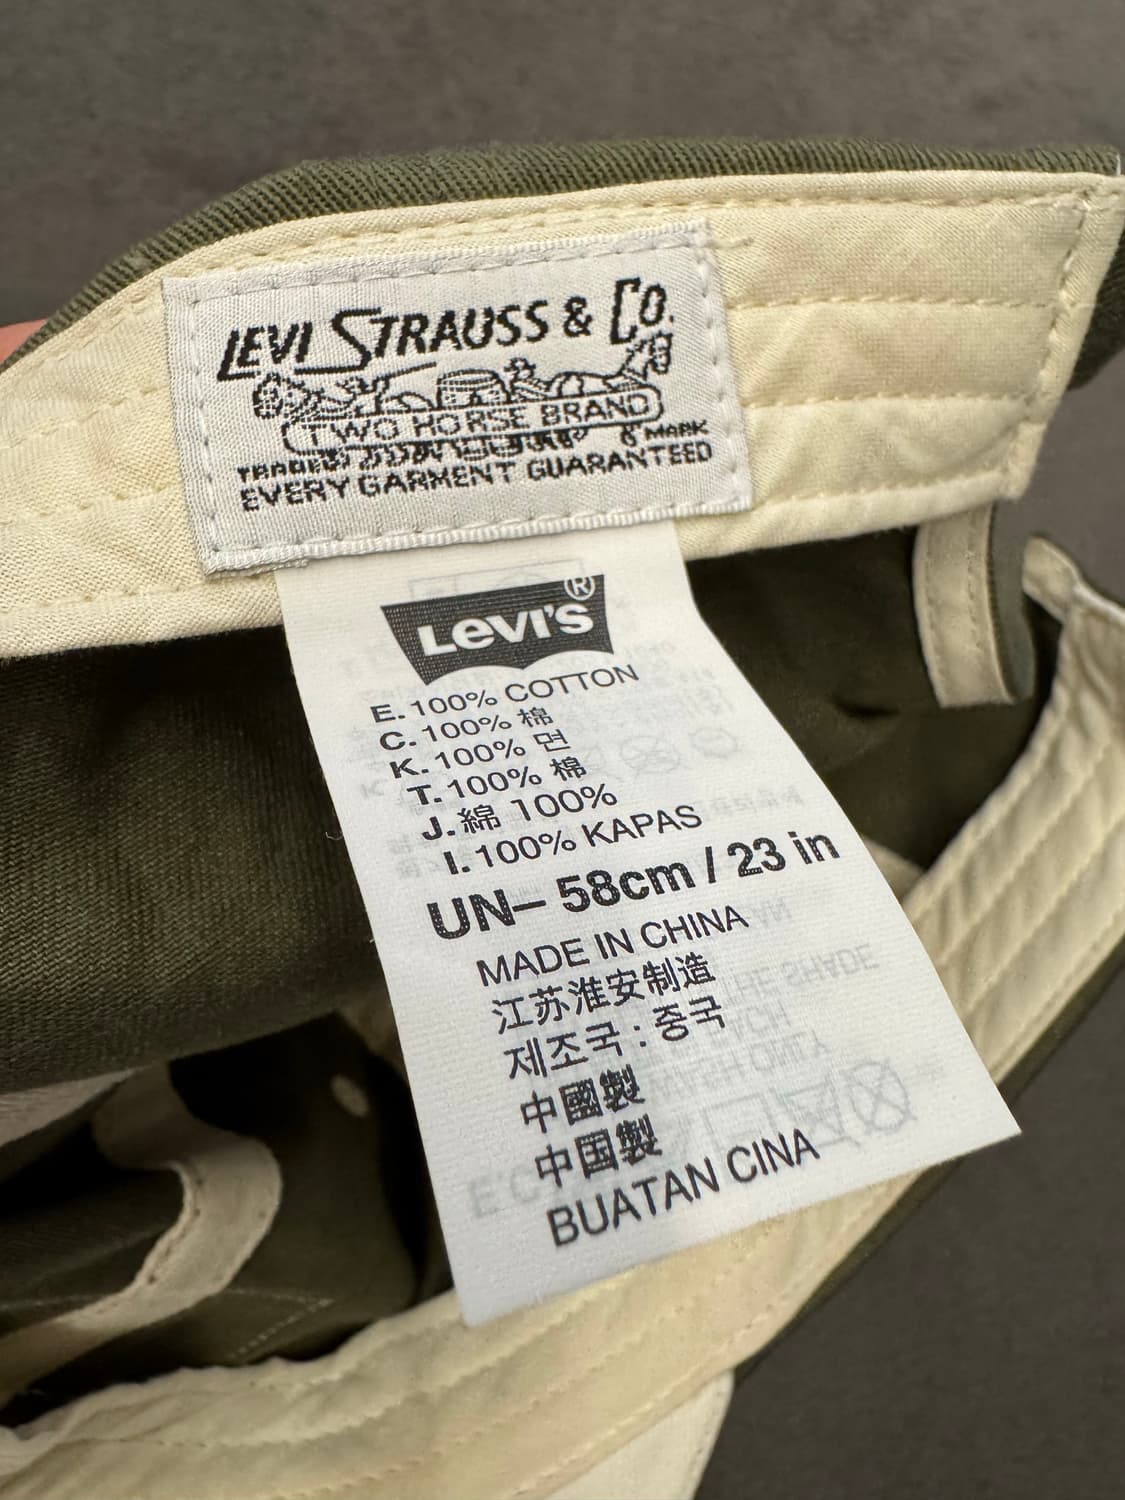 LEVI STRAUSS & CO.
TWO HORSE BRAND
MARK
EVERY GARMENT GUARANTEED
LEVI'S®
E. 100% COTTON
C. 100% 棉
K. 100% 면
T. 100% 棉
J. 綿 100%
I. 100% KAPAS
UN– 58cm / 23 in
MADE IN CHINA
江苏淮安制造
제조국 : 중국
中國製
中国製
BUATAN CINA